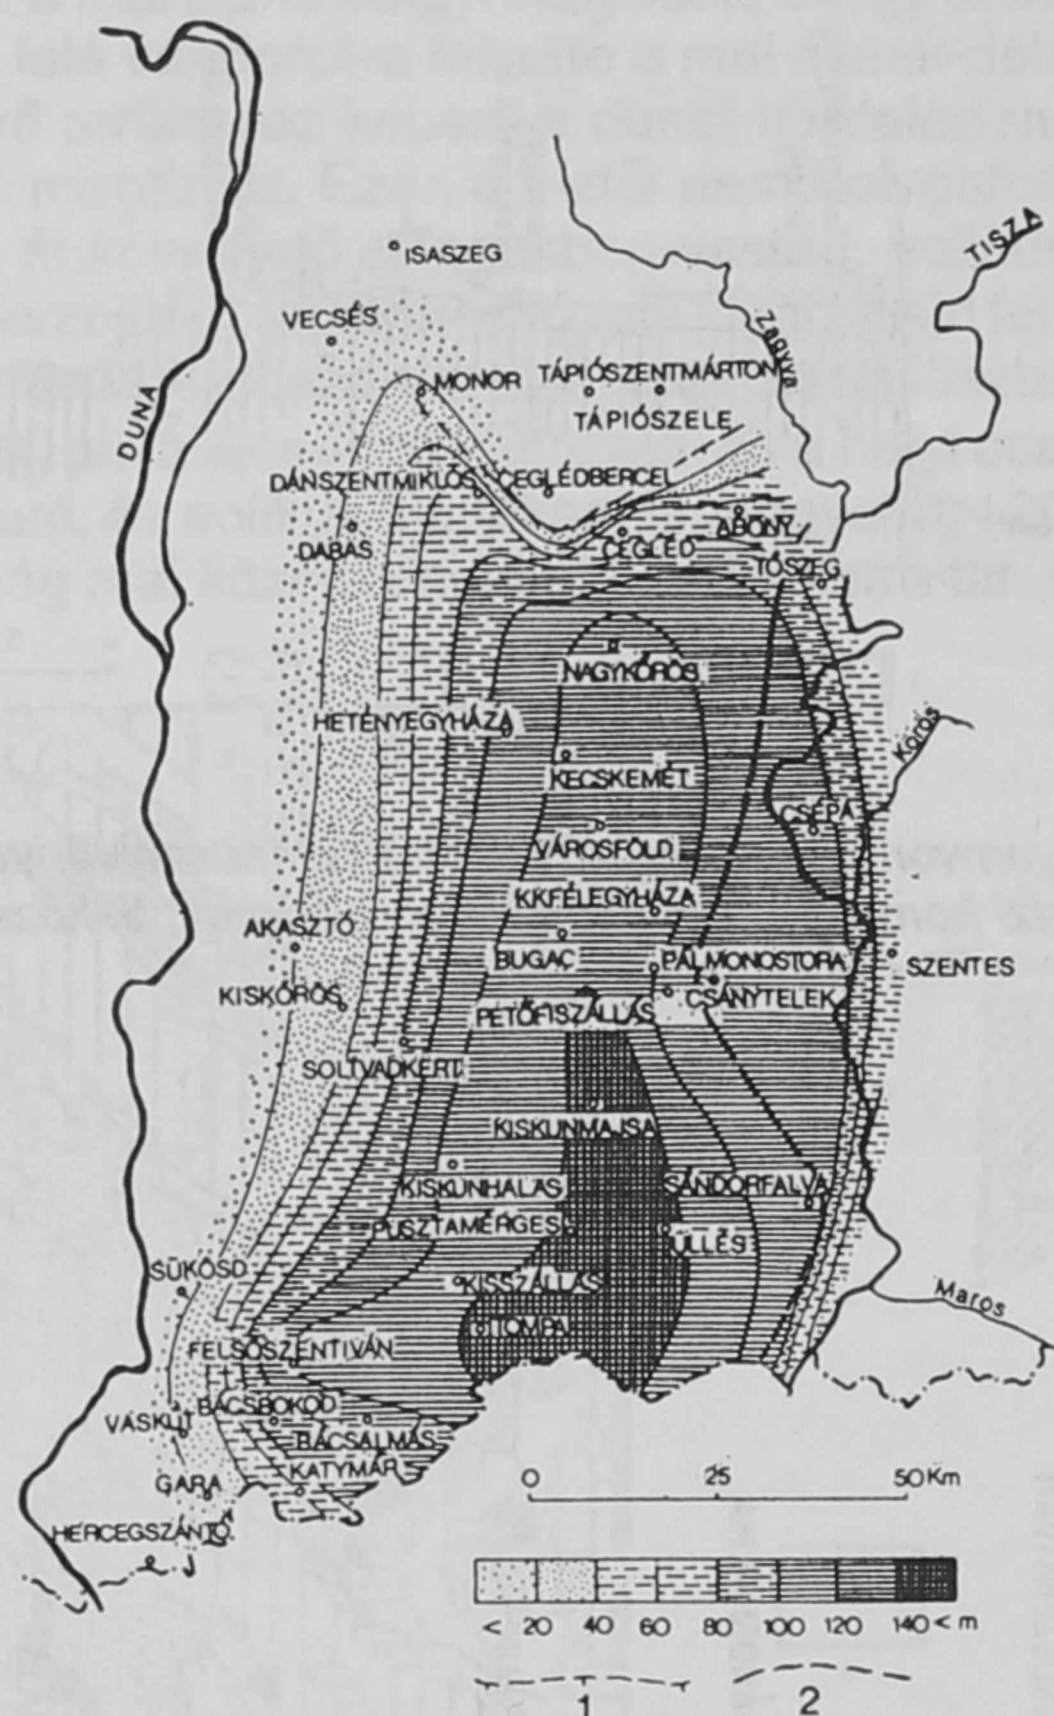 ISASZEG
TISZA
VECSÉS
Zagyva
MONOR
TÁPIÓSZENTMÁRTON
DUNA
TÁPIÓSZELE
DÁNSZENTMIKLÓS
CEGLÉDBERCEL
DABAS
CEGLÉD
ABONY
TÓSZEG
NAGYKŐRÖS
HETÉNYEGYHÁZA
Körös
KECSKEMÉT
CSÉPA
VÁROSFÖLD
KKFÉLEGYHÁZA
AKASZTÓ
BUGAC
PÁLMONOSTORA
SZENTES
KISKŐRÖS
CSANYTELEK
PETŐFISZÁLLÁS
SOLTVADKERT
KISKUNMAJSA
KISKUNHALAS
SÁNDORFALVA
PUSZTAMÉRGES
ÜLLÉS
SÜKÖSD
KISSZÁLLÁS
Maros
TOMPA
FELSŐSZENTIVÁN
BÁCSBOKOD
VASKÚT
BÁCSALMÁS
KATYMÁR
GARA
HERCEGSZÁNTÓ
0 25 50 Km
< 20 40 60 80 100 120 140 < m
1 2